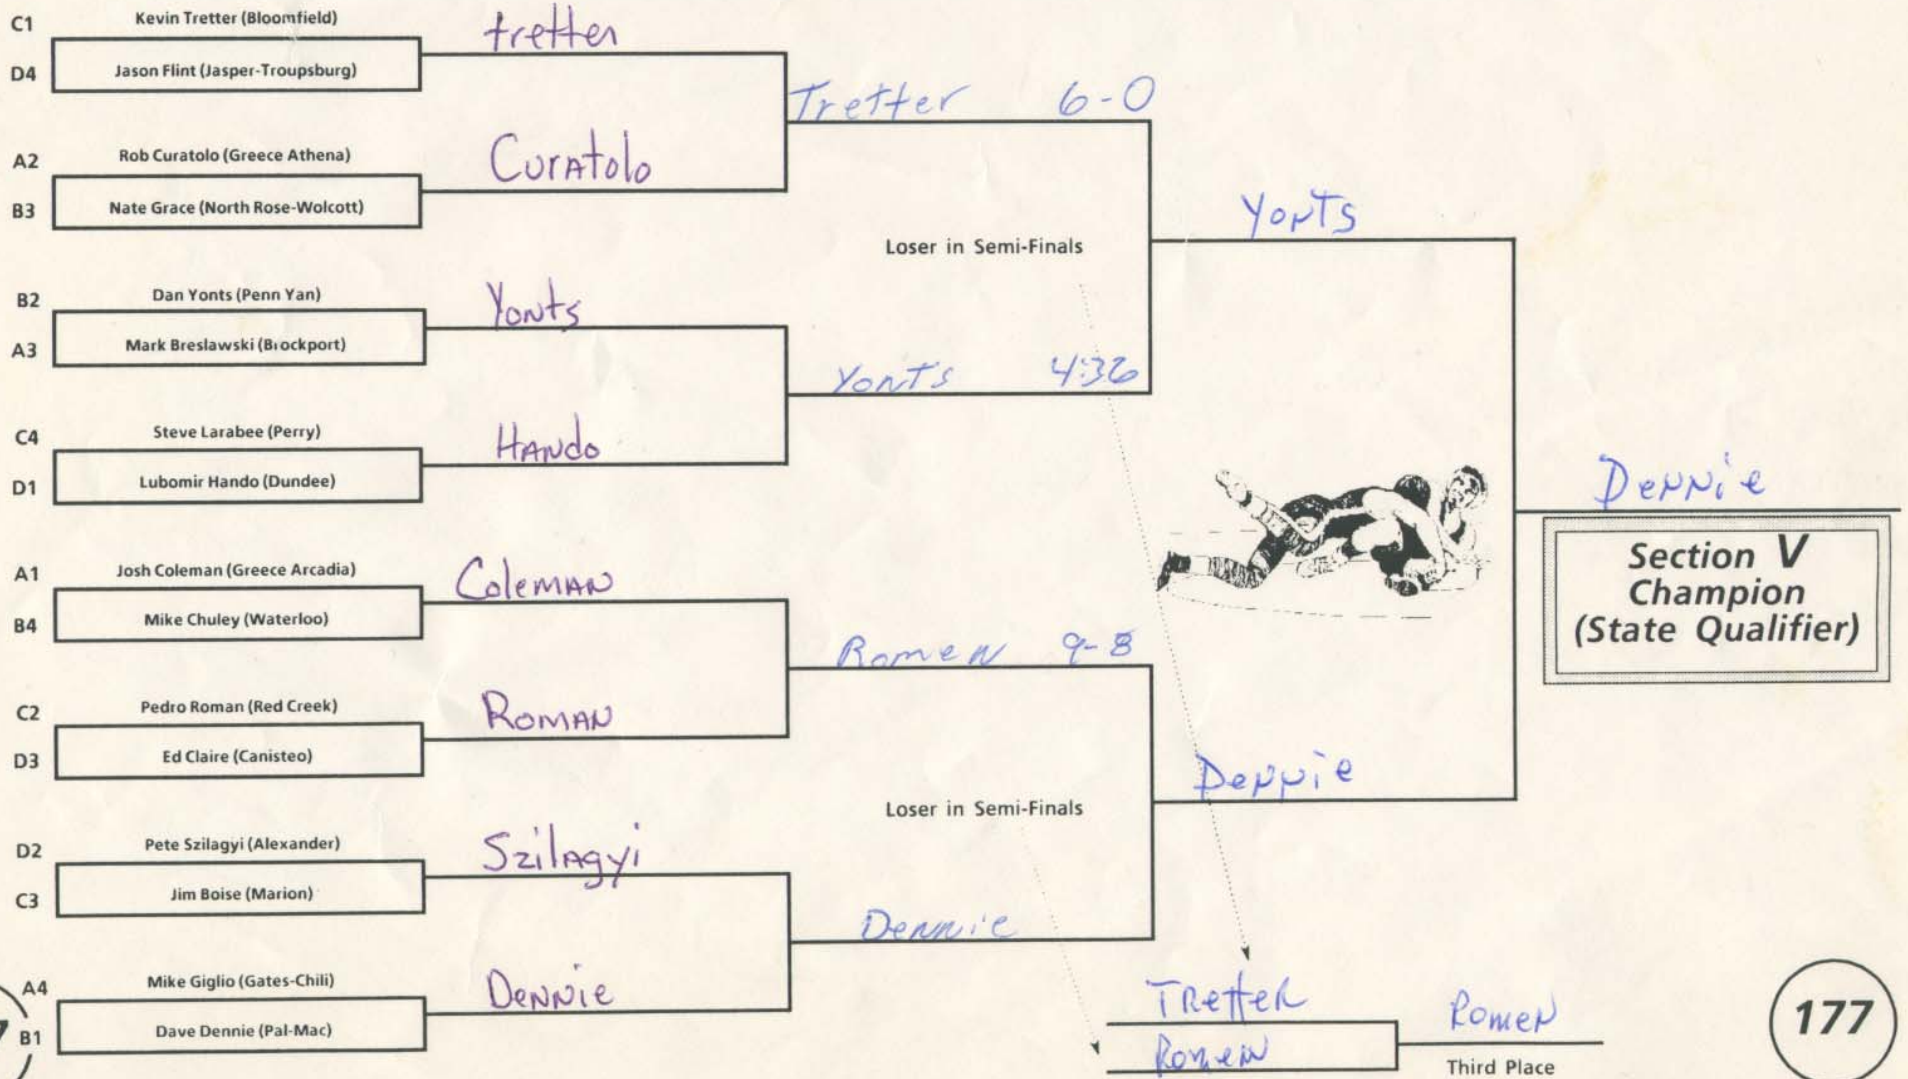 C1 Kevin Tretter (Bloomfield)
D4 Jason Flint (Jasper-Troupsburg)
tretter
A2 Rob Curatolo (Greece Athena)
B3 Nate Grace (North Rose-Wolcott)
Curatolo
Tretter 6-0
B2 Dan Yonts (Penn Yan)
A3 Mark Breslawski (Brockport)
Yonts
C4 Steve Larabee (Perry)
D1 Lubomir Hando (Dundee)
Hando
Yonts 4:36
Loser in Semi-Finals
Yonts
A1 Josh Coleman (Greece Arcadia)
B4 Mike Chuley (Waterloo)
Coleman
C2 Pedro Roman (Red Creek)
D3 Ed Claire (Canisteo)
Roman
Romen 9-8
D2 Pete Szilagyi (Alexander)
C3 Jim Boise (Marion)
Szilagyi
A4 Mike Giglio (Gates-Chili)
B1 Dave Dennie (Pal-Mac)
Dennie
Dennie
Loser in Semi-Finals
Dennie
Dennie
Section V
Champion
(State Qualifier)
Tretter
Romen
Romen
Third Place
177